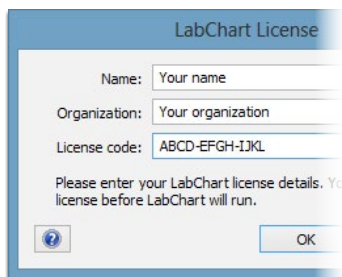 LabChart License
Name: Your name
Organization: Your organization
License code: ABCD-EFGH-IJKL
Please enter your LabChart license details.
license before LabChart will run.
? OK